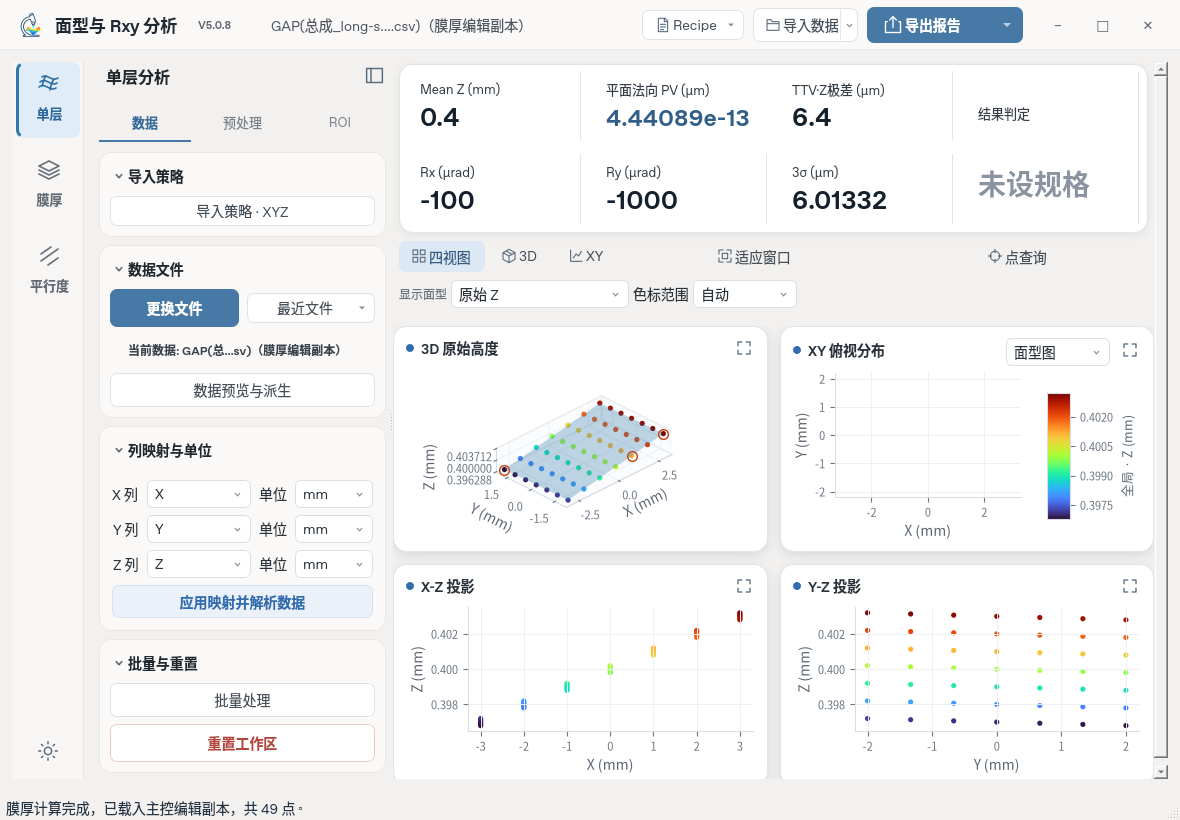 面型与 Rxy 分析 V5.0.8 GAP(总成_long-s....csv)（膜厚编辑副本） Recipe 导入数据 导出报告
单层
膜厚
平行度
单层分析
数据 预处理 ROI
导入策略
导入策略 · XYZ
数据文件
更换文件 最近文件
当前数据: GAP(总...sv)（膜厚编辑副本）
数据预览与派生
列映射与单位
X 列 X 单位 mm
Y 列 Y 单位 mm
Z 列 Z 单位 mm
应用映射并解析数据
批量与重置
批量处理
重置工作区
Mean Z (mm) 平面法向 PV (μm) TTV·Z极差 (μm) 结果判定
0.4 4.44089e-13 6.4
Rx (μrad) Ry (μrad) 3σ (μm) 未设规格
-100 -1000 6.01332
四视图 3D XY 适应窗口 点查询
显示面型 原始 Z 色标范围 自动
3D 原始高度
Z (mm)
0.403712
0.400000
0.396288
1.5
0.0
-1.5
Y (mm)
-2.5
0.0
2.5
X (mm)
XY 俯视分布 面型图
Y (mm)
2
1
0
-1
-2
-2 0 2
X (mm)
0.4020
0.4005
0.3990
0.3975
全局 · Z (mm)
X-Z 投影
Z (mm)
0.402
0.400
0.398
-3 -2 -1 0 1 2 3
X (mm)
Y-Z 投影
Z (mm)
0.402
0.400
0.398
-2 -1 0 1 2
Y (mm)
膜厚计算完成，已载入主控编辑副本，共 49 点。